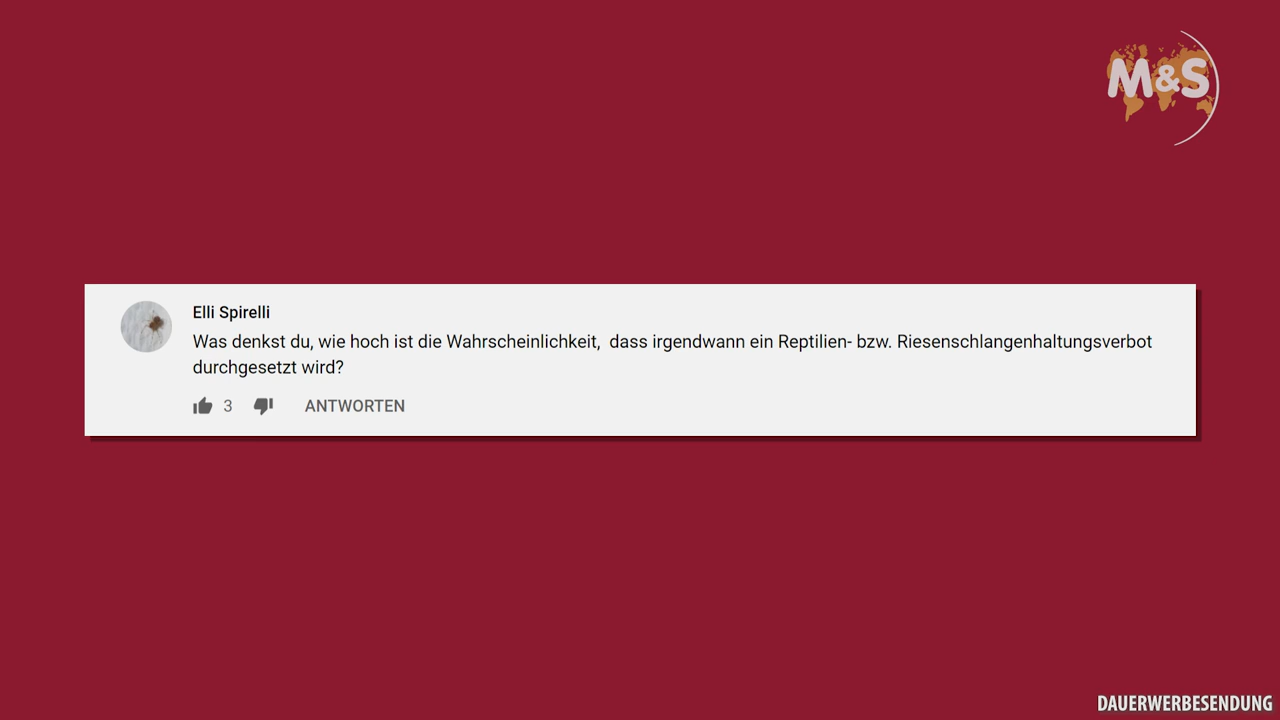 M&S
Elli Spirelli
Was denkst du, wie hoch ist die Wahrscheinlichkeit,  dass irgendwann ein Reptilien- bzw. Riesenschlangenhaltungsverbot
durchgesetzt wird?
3 ANTWORTEN
DAUERWERBESENDUNG